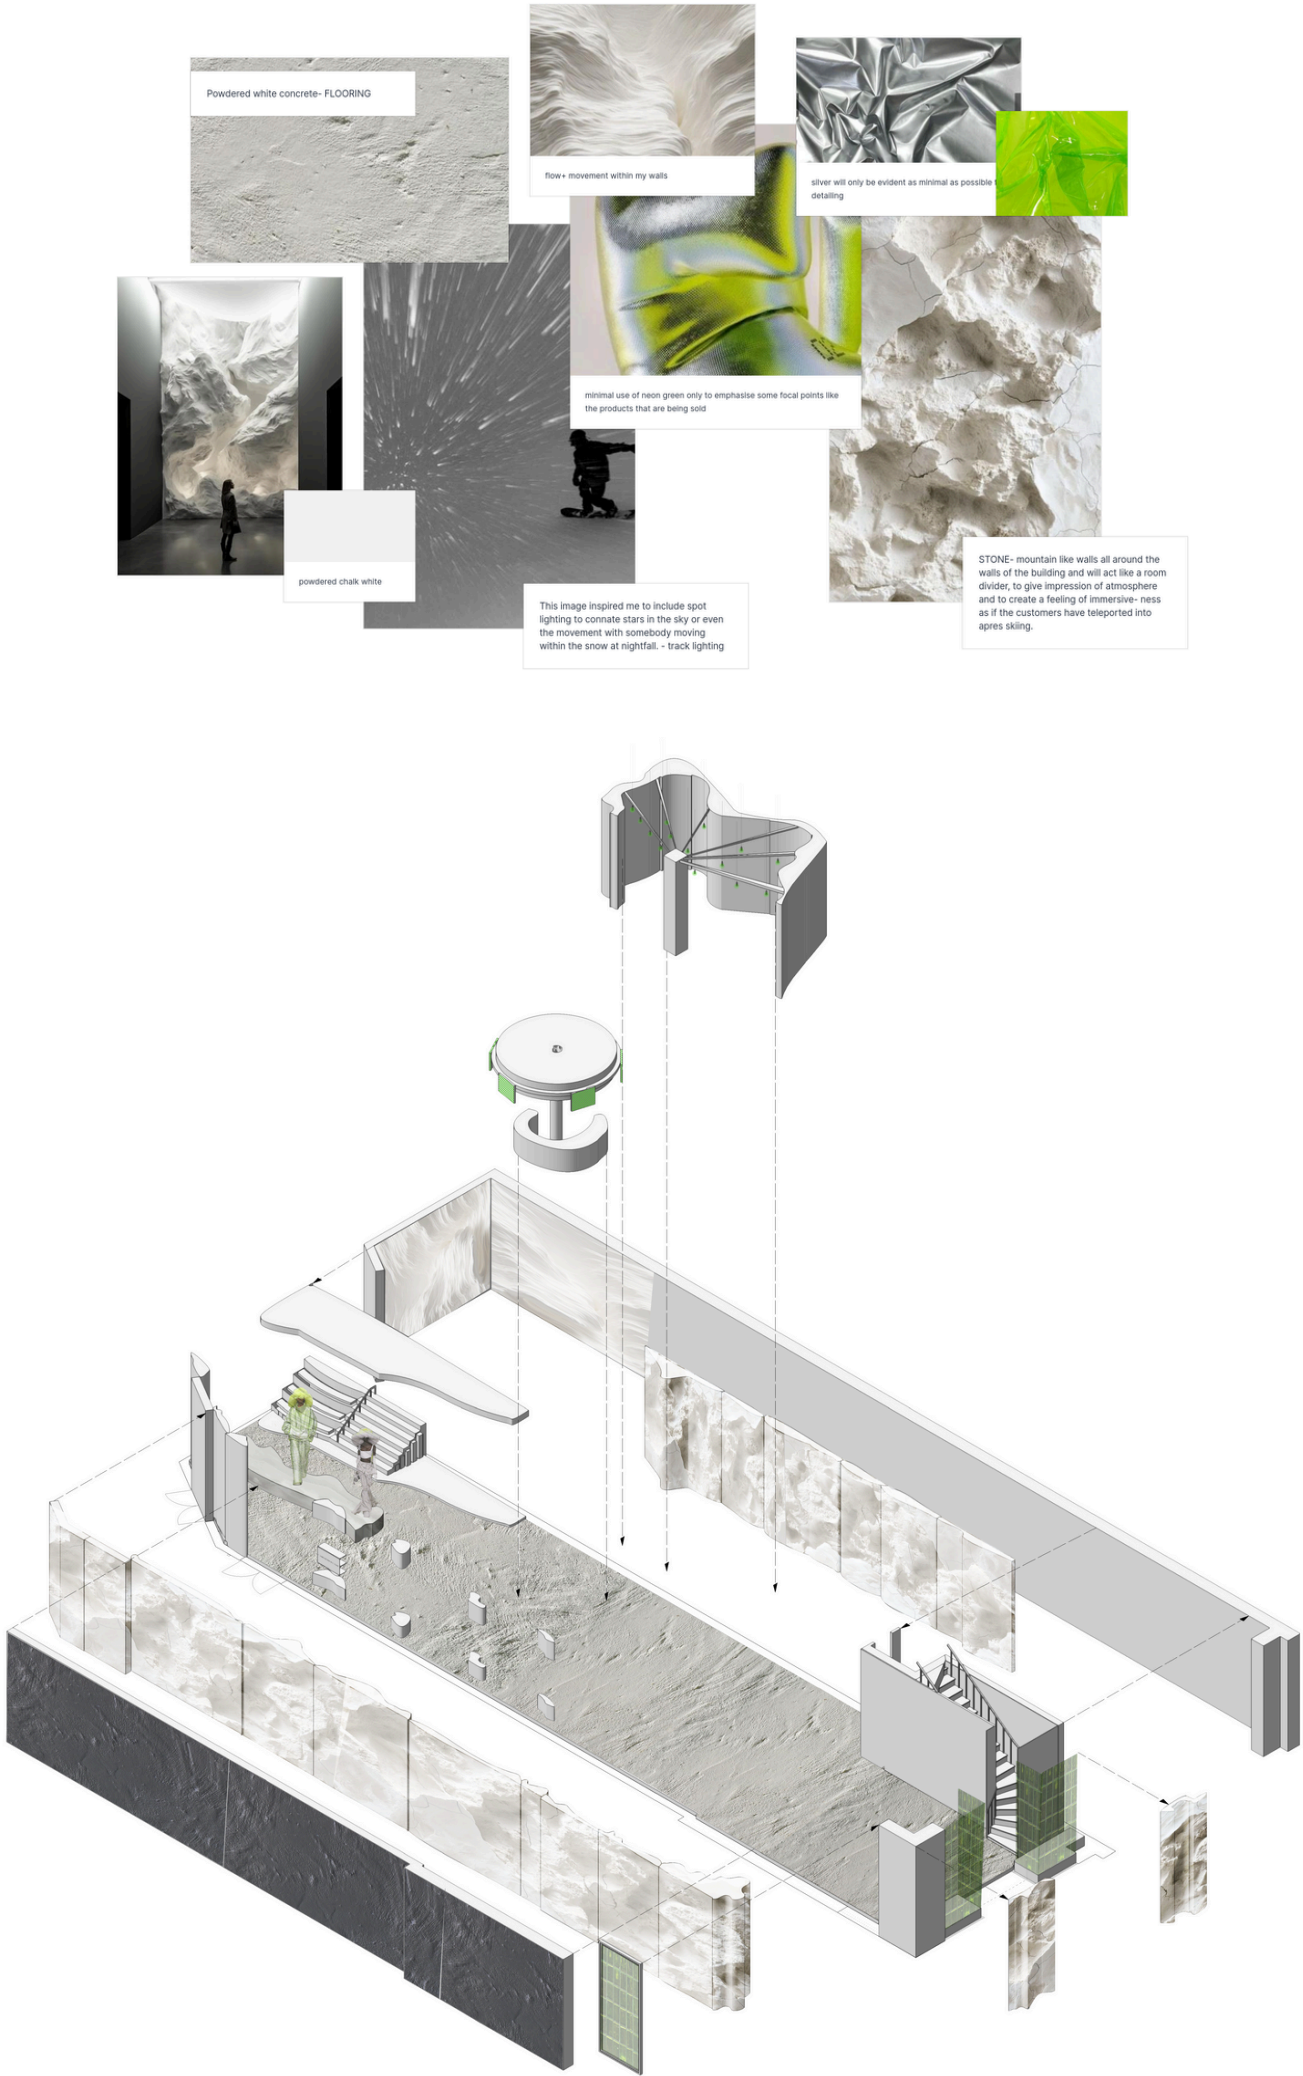 Powdered white concrete- FLOORING
flow+ movement within my walls
silver will only be evident as minimal as possible
detailing
minimal use of neon green only to emphasise some focal points like
the products that are being sold
powdered chalk white
This image inspired me to include spot
lighting to connate stars in the sky or even
the movement with somebody moving
within the snow at nightfall. - track lighting
STONE- mountain like walls all around the
walls of the building and will act like a room
divider, to give impression of atmosphere
and to create a feeling of immersive- ness
as if the customers have teleported into
apres skiing.